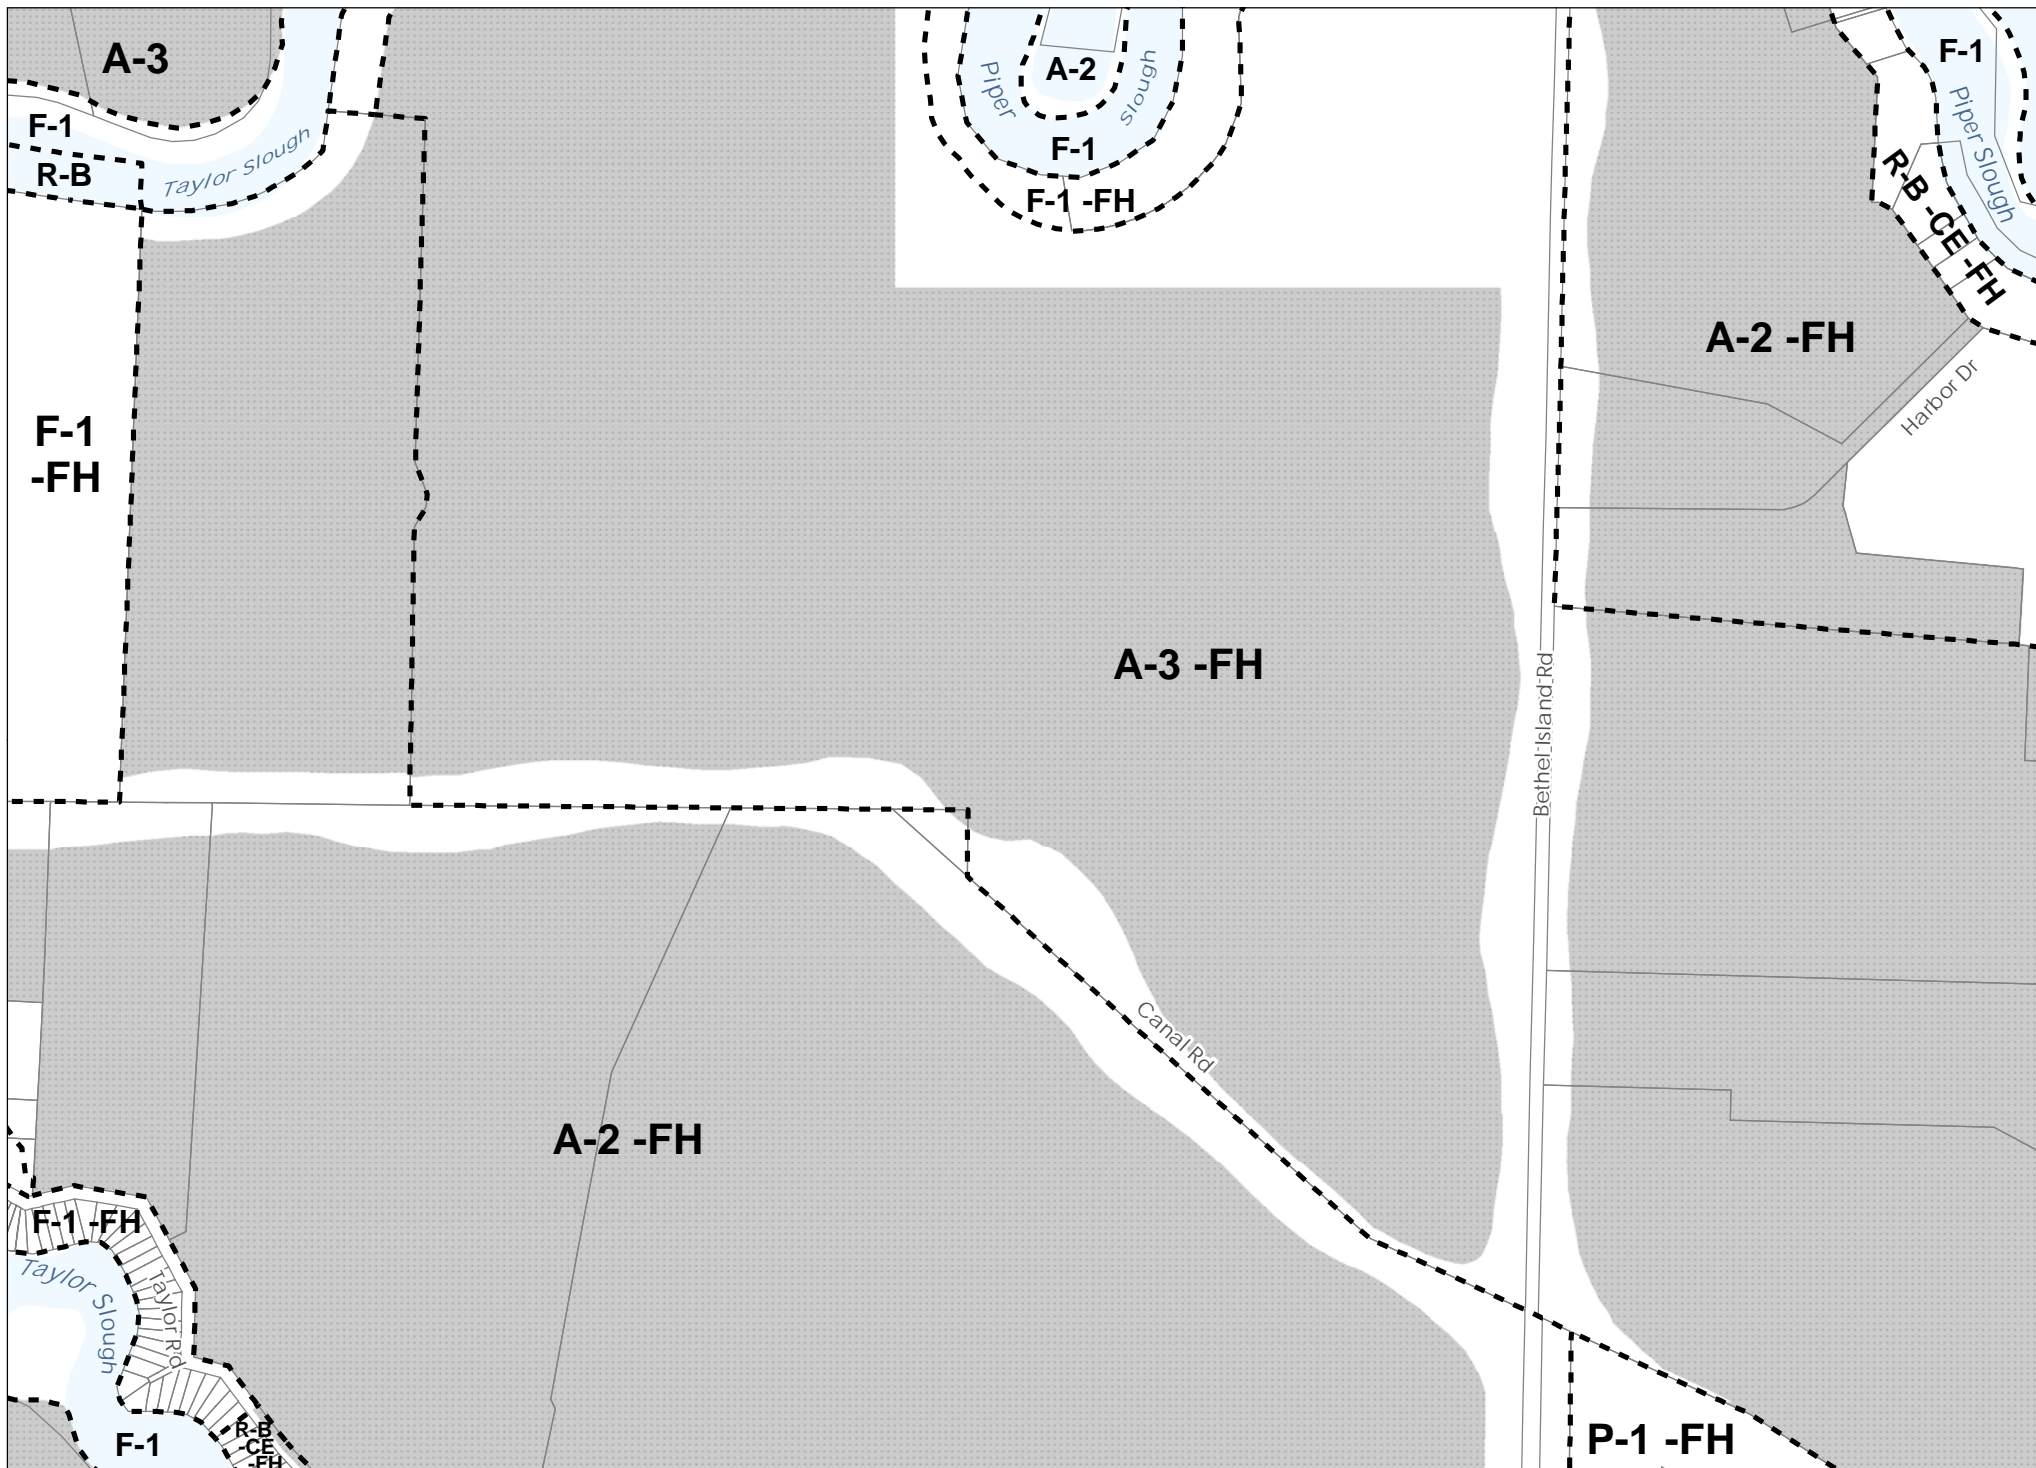 A-3
F-1
R-B
Taylor Slough
A-2
Piper
Slough
F-1
F-1 -FH
F-1
Piper Slough
R-B -CE -FH
A-2 -FH
Harbor Dr
F-1
-FH
A-3 -FH
Bethel Island Rd
Canal Rd
A-2 -FH
F-1 -FH
Taylor Slough
Taylor Rd
F-1
R-B
-CE
-FH
P-1 -FH